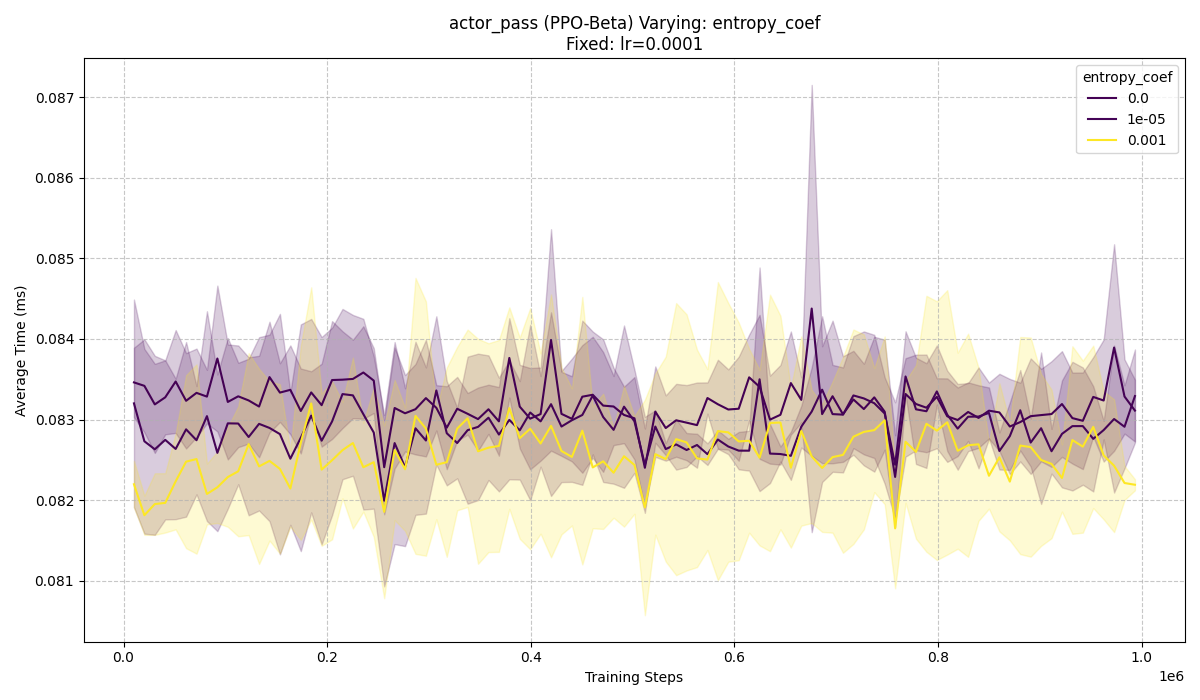 actor_pass (PPO-Beta) Varying: entropy_coef
Fixed: lr=0.0001
entropy_coef
0.0
1e-05
0.001
Average Time (ms)
0.087
0.086
0.085
0.084
0.083
0.082
0.081
0.0
0.2
0.4
0.6
0.8
1.0
1e6
Training Steps